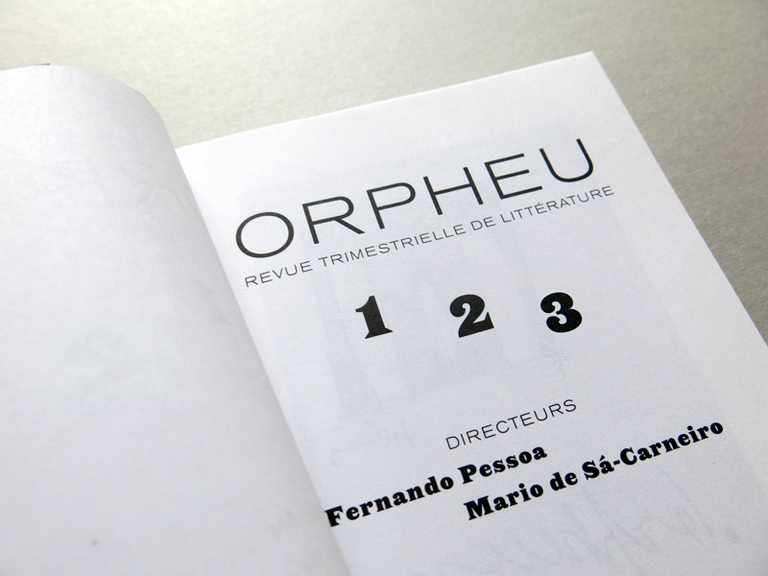 ORPHEU
REVUE TRIMESTRIELLE DE LITTÉRATURE
1 2 3
DIRECTEURS
Fernando Pessoa
Mario de Sá-Carneiro